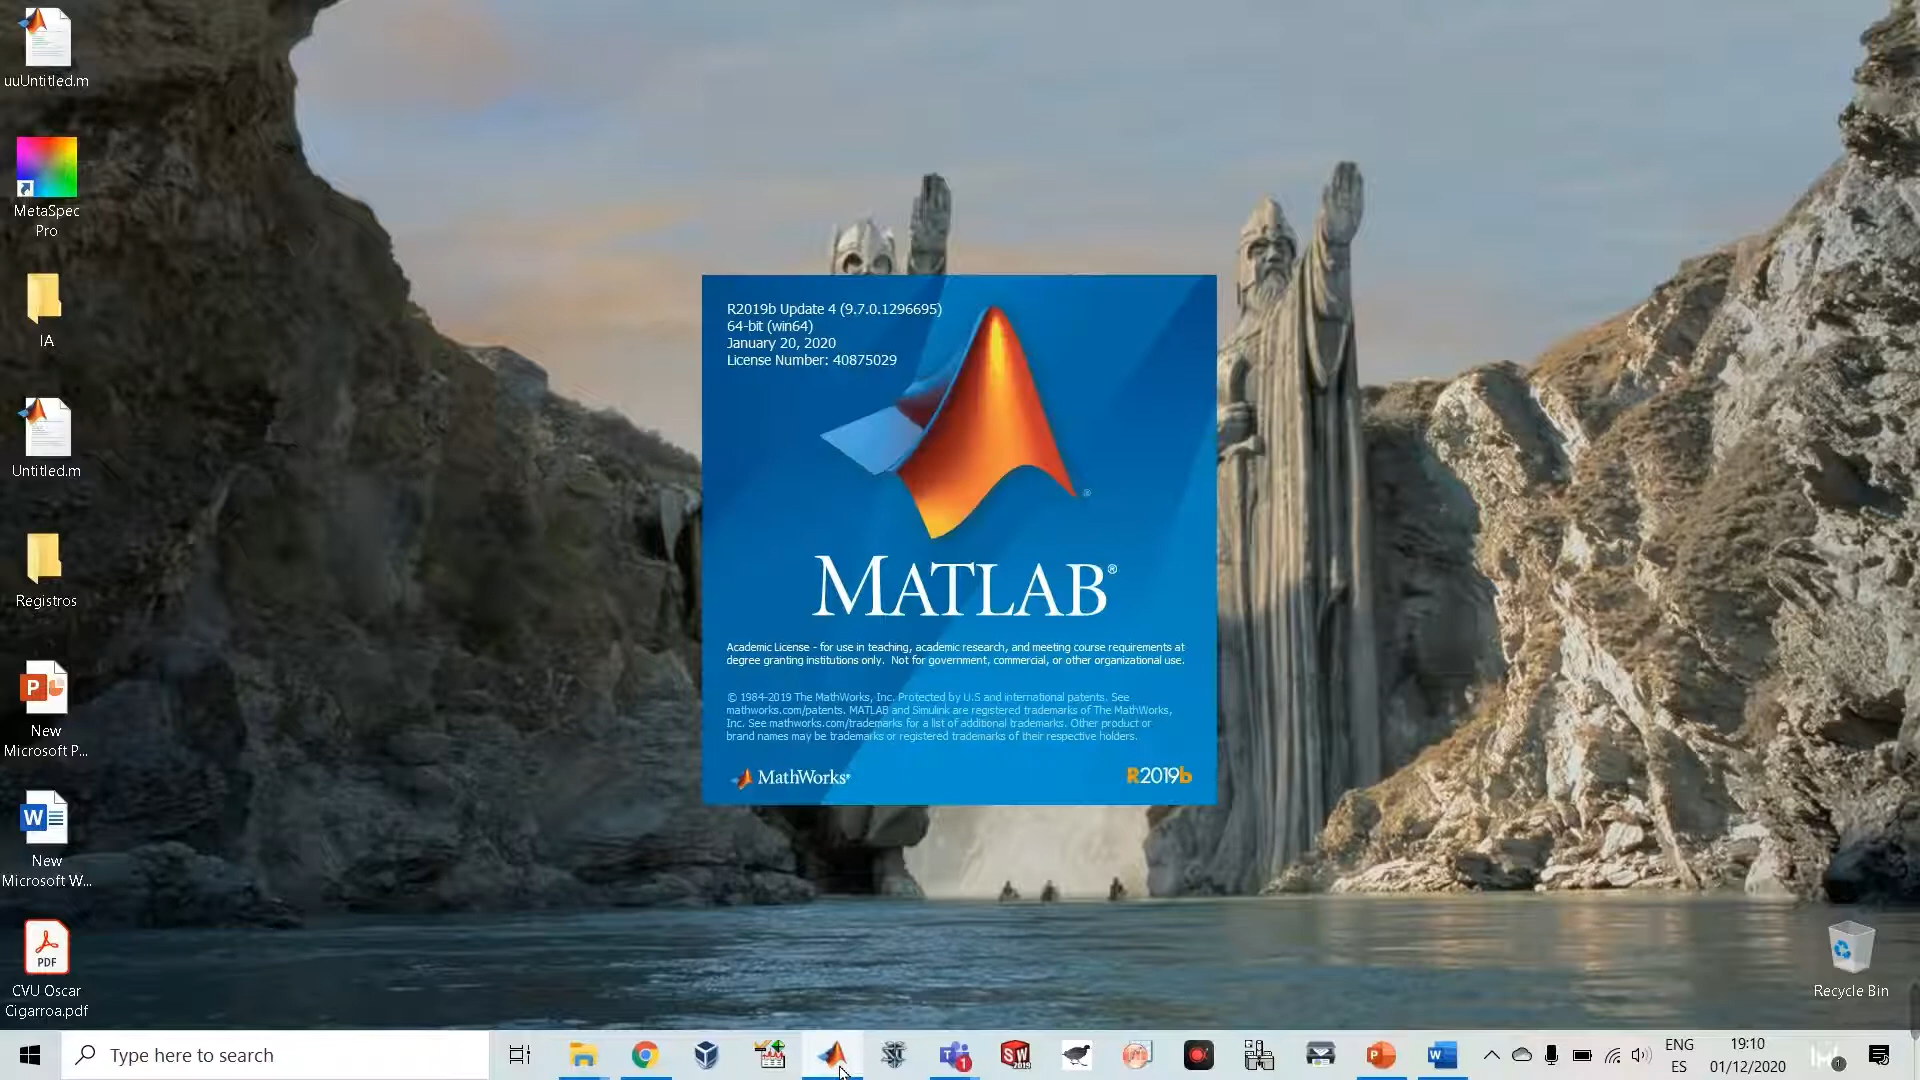 uuUntitled.m
MetaSpec
Pro
IA
Untitled.m
Registros
New
Microsoft P...
New
Microsoft W...
PDF
CVU Oscar
Cigarroa.pdf
R2019b Update 4 (9.7.0.1296695)
64-bit (win64)
January 20, 2020
License Number: 40875029
MATLAB®
Academic License - for use in teaching, academic research, and meeting course requirements at
degree granting institutions only. Not for government, commercial, or other organizational use.
© 1984-2019 The MathWorks, Inc. Protected by U.S and international patents. See
mathworks.com/patents. MATLAB and Simulink are registered trademarks of The MathWorks,
Inc. See mathworks.com/trademarks for a list of additional trademarks. Other product or
brand names may be trademarks or registered trademarks of their respective holders.
MathWorks®
R2019b
Recycle Bin
Type here to search
SW
2019
ENG
ES
19:10
01/12/2020